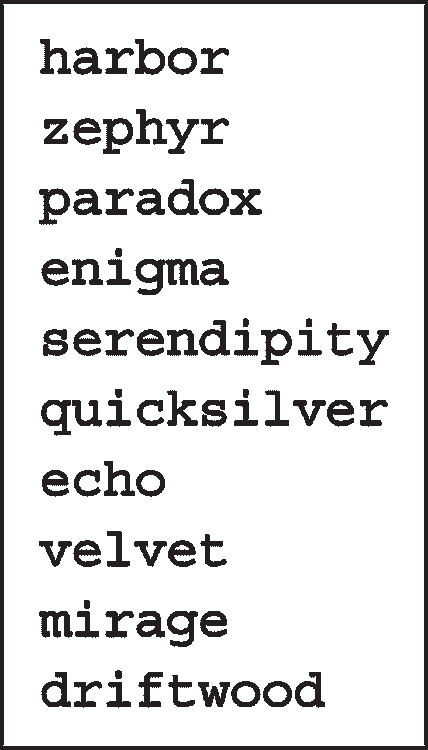 harbor
zephyr
paradox
enigma
serendipity
quicksilver
echo
velvet
mirage
driftwood